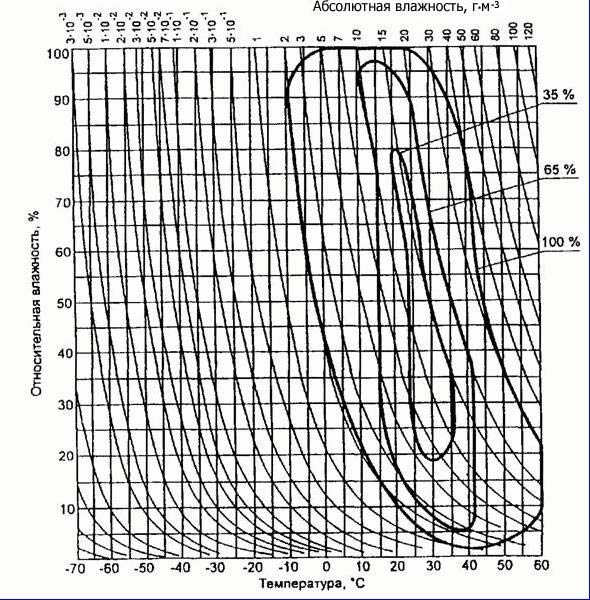 Абсолютная влажность, г·м-3
3·10⁻³ 5·10⁻³ 1·10⁻² 2·10⁻² 3·10⁻² 5·10⁻² 7·10⁻² 1·10⁻¹ 2·10⁻¹ 3·10⁻¹ 5·10⁻¹ 1 2 3 5 7 10 15 20 30 40 50 60 80 100 120
100
90
35 %
80
65 %
70
60
100 %
50
40
30
20
10
Относительная влажность, %
-70 -60 -50 -40 -30 -20 -10 0 10 20 30 40 50 60
Температура, °С